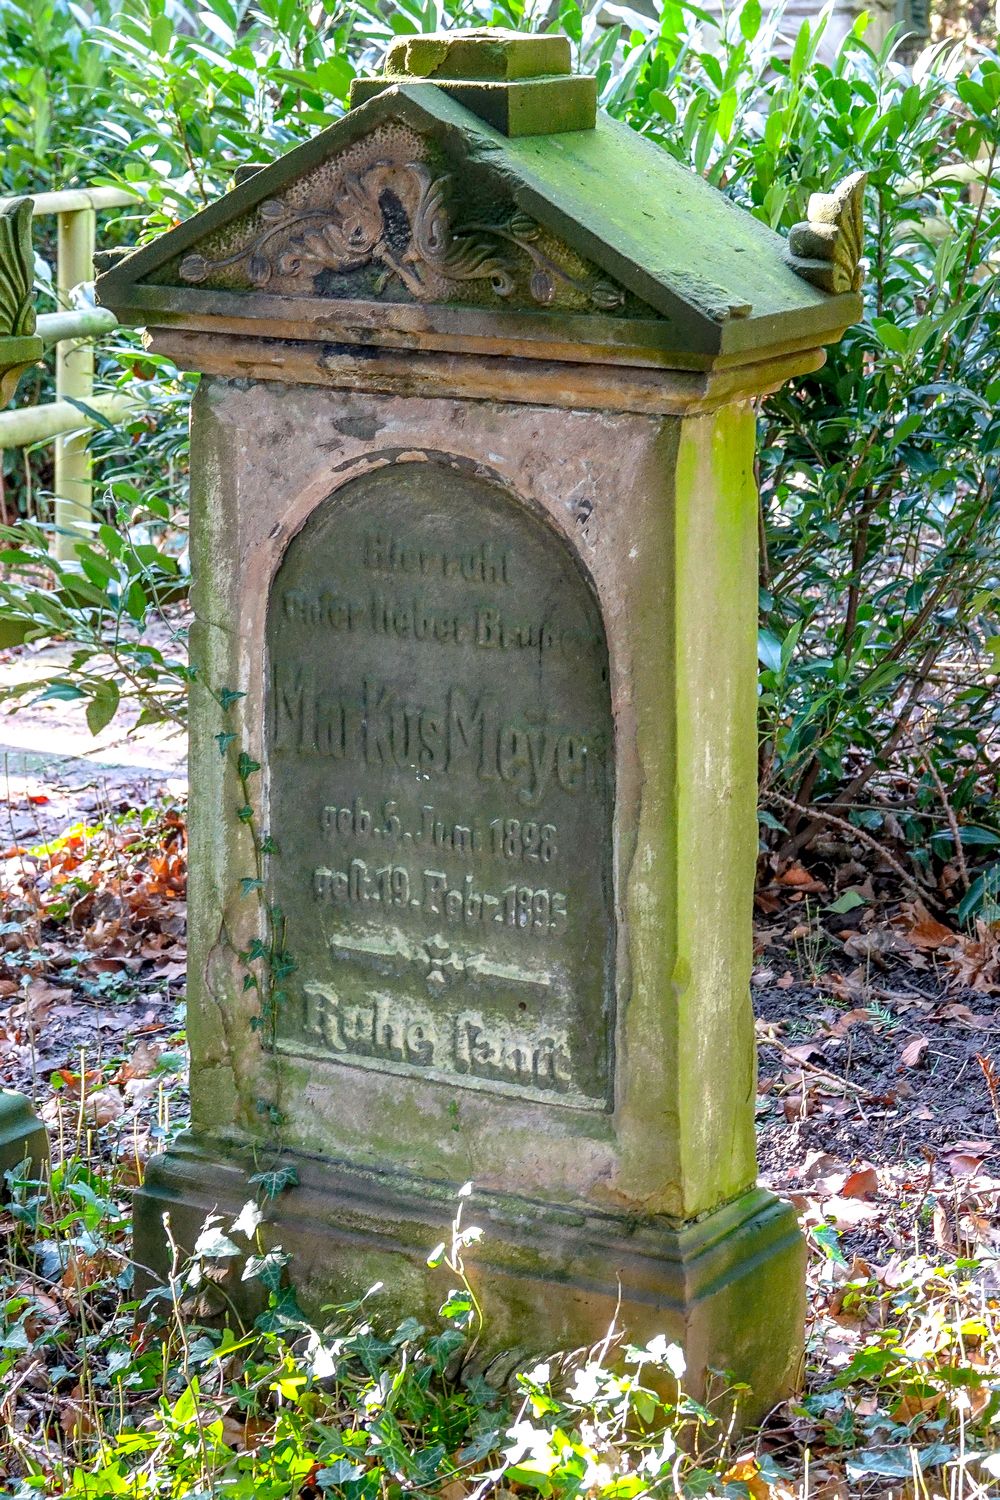 Hier ruht
unser lieber Bruder
Markus Meyer
geb. 5. Juni 1828
gest. 19. Febr. 1895
Ruhe sanft